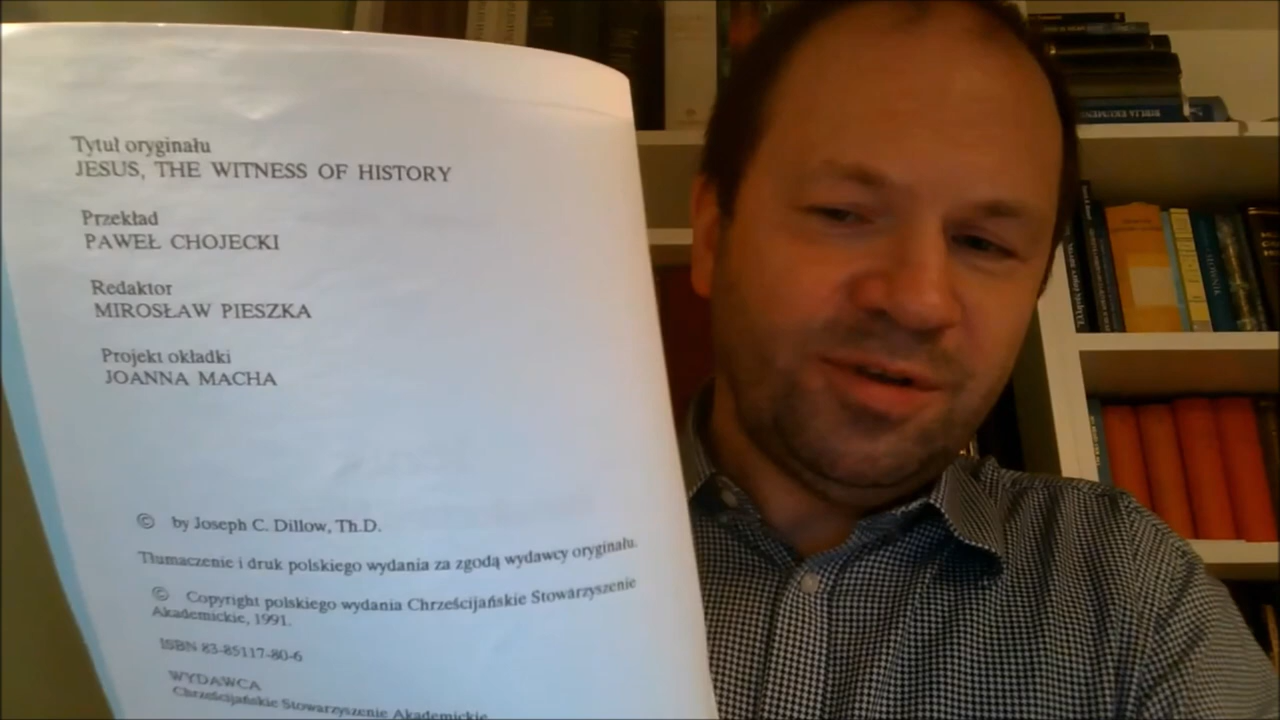 Tytuł oryginału
JESUS, THE WITNESS OF HISTORY
Przekład
PAWEŁ CHOJECKI
Redaktor
MIROSŁAW PIESZKA
Projekt okładki
JOANNA MACHA
© by Joseph C. Dillow, Th.D.
Tłumaczenie i druk polskiego wydania za zgodą wydawcy oryginału.
© Copyright polskiego wydania Chrześcijańskie Stowarzyszenie
Akademickie, 1991.
ISBN 83-85117-80-6
WYDAWCA
Chrześcijańskie Stowarzyszenie Akademickie